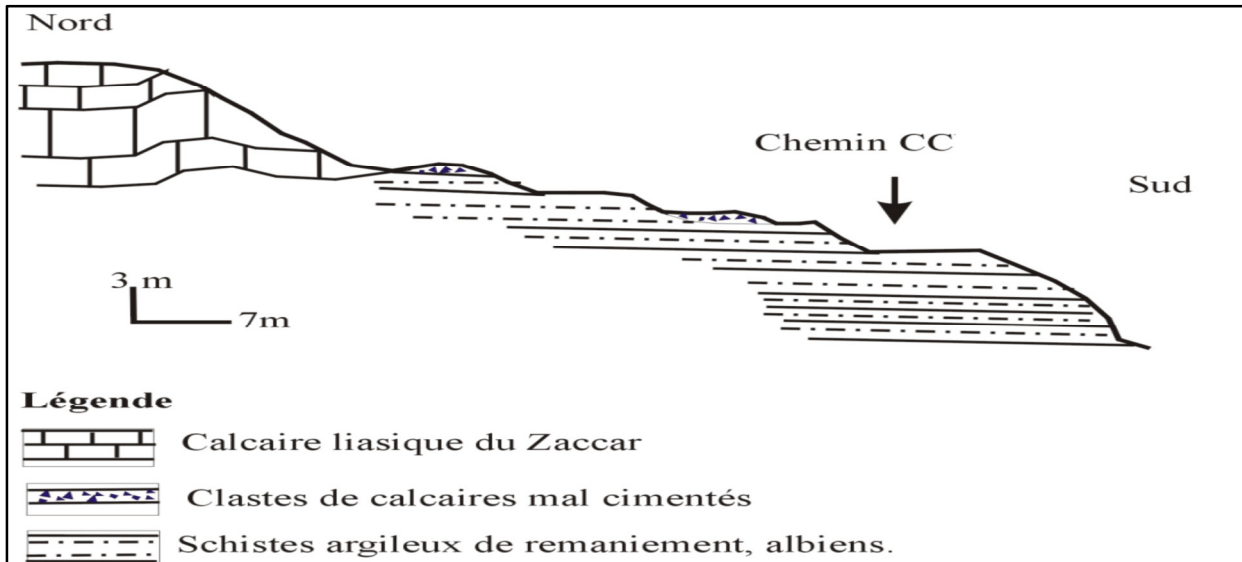 Nord
Chemin CC
Sud
3 m
7m
Légende
Calcaire liasique du Zaccar
Clastes de calcaires mal cimentés
Schistes argileux de remaniement, albiens.